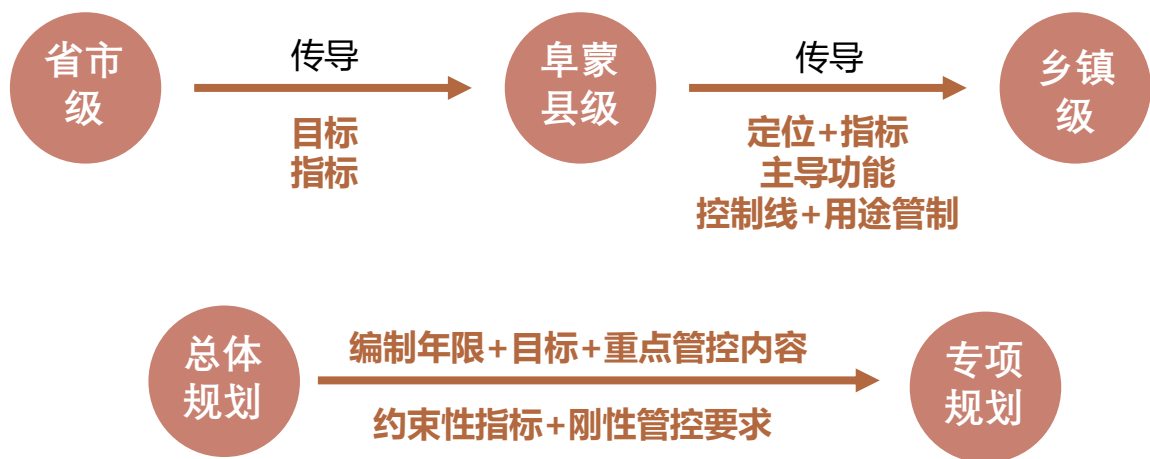 省市
级
传导
目标
指标
阜蒙
县级
传导
定位+指标
主导功能
控制线+用途管制
乡镇
级
总体
规划
编制年限+目标+重点管控内容
约束性指标+刚性管控要求
专项
规划